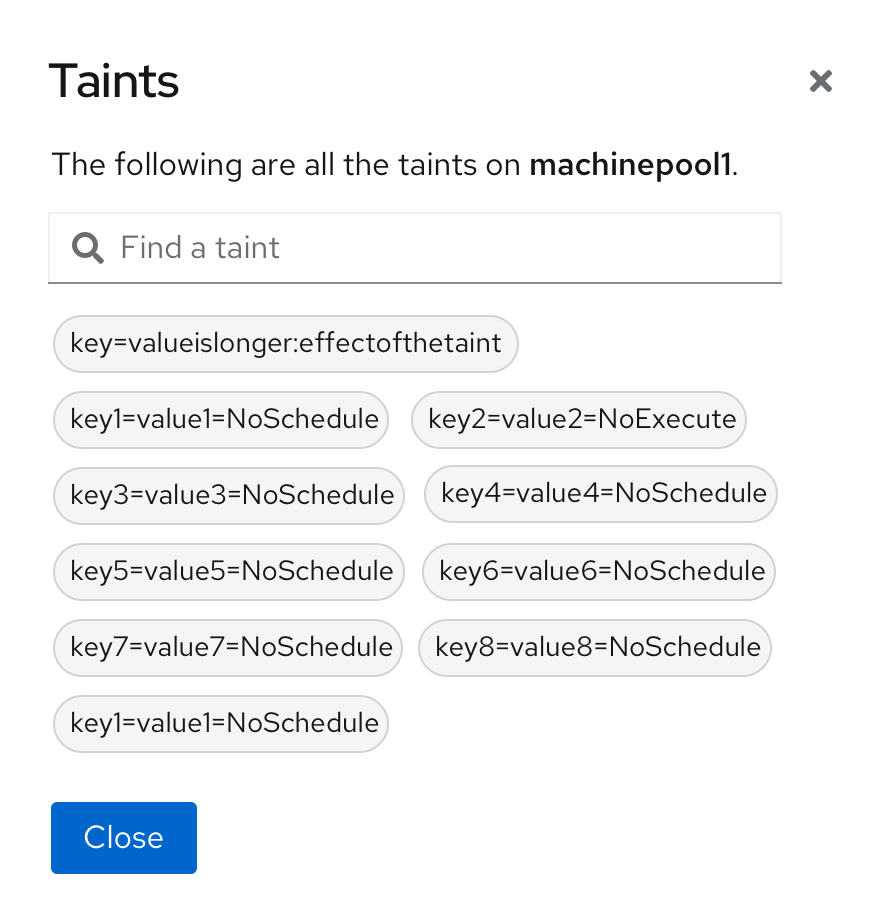 Taints
The following are all the taints on machinepool1.
Find a taint
key=valueislonger:effectofthetaint
key1=value1=NoSchedule key2=value2=NoExecute
key3=value3=NoSchedule key4=value4=NoSchedule
key5=value5=NoSchedule key6=value6=NoSchedule
key7=value7=NoSchedule key8=value8=NoSchedule
key1=value1=NoSchedule
Close